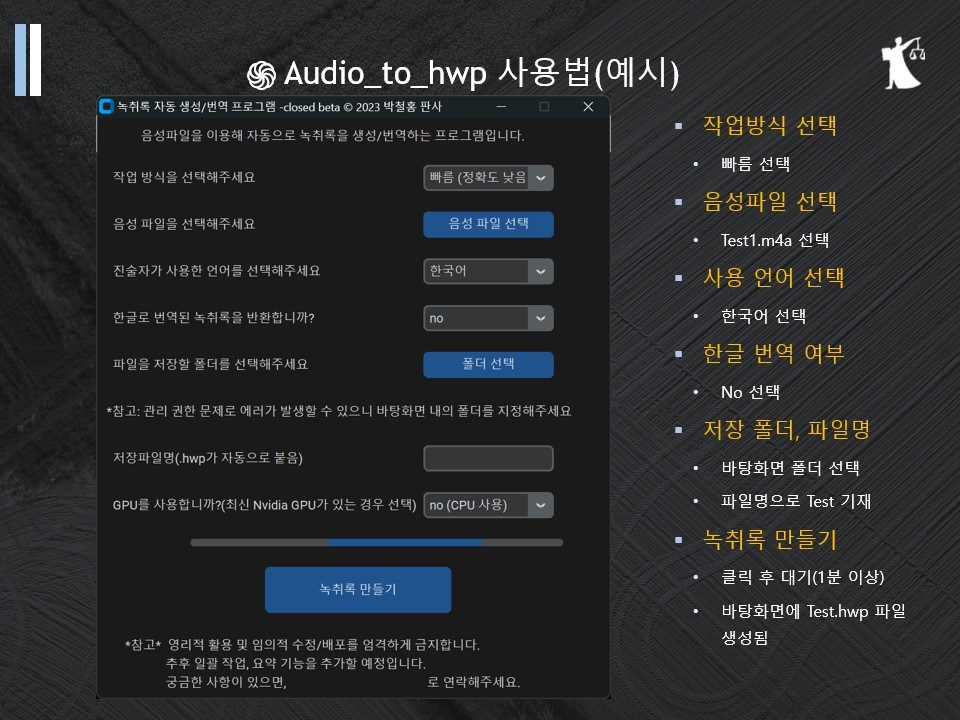 Audio_to_hwp 사용법(예시)
녹취록 자동 생성/번역 프로그램 -closed beta © 2023 박철홍 판사
음성파일을 이용해 자동으로 녹취록을 생성/번역하는 프로그램입니다.
작업 방식을 선택해주세요
빠름 (정확도 낮음
음성 파일을 선택해주세요
음성 파일 선택
진술자가 사용한 언어를 선택해주세요
한국어
한글로 번역된 녹취록을 반환합니까?
no
파일을 저장할 폴더를 선택해주세요
폴더 선택
*참고: 관리 권한 문제로 에러가 발생할 수 있으니 바탕화면 내의 폴더를 지정해주세요
저장파일명(.hwp가 자동으로 붙음)
GPU를 사용합니까?(최신 Nvidia GPU가 있는 경우 선택)
no (CPU 사용)
녹취록 만들기
*참고* 영리적 활용 및 임의적 수정/배포를 엄격하게 금지합니다.
추후 일괄 작업, 요약 기능을 추가할 예정입니다.
궁금한 사항이 있으면, 로 연락해주세요.
▪ 작업방식 선택
• 빠름 선택
▪ 음성파일 선택
• Test1.m4a 선택
▪ 사용 언어 선택
• 한국어 선택
▪ 한글 번역 여부
• No 선택
▪ 저장 폴더, 파일명
• 바탕화면 폴더 선택
• 파일명으로 Test 기재
▪ 녹취록 만들기
• 클릭 후 대기(1분 이상)
• 바탕화면에 Test.hwp 파일
생성됨